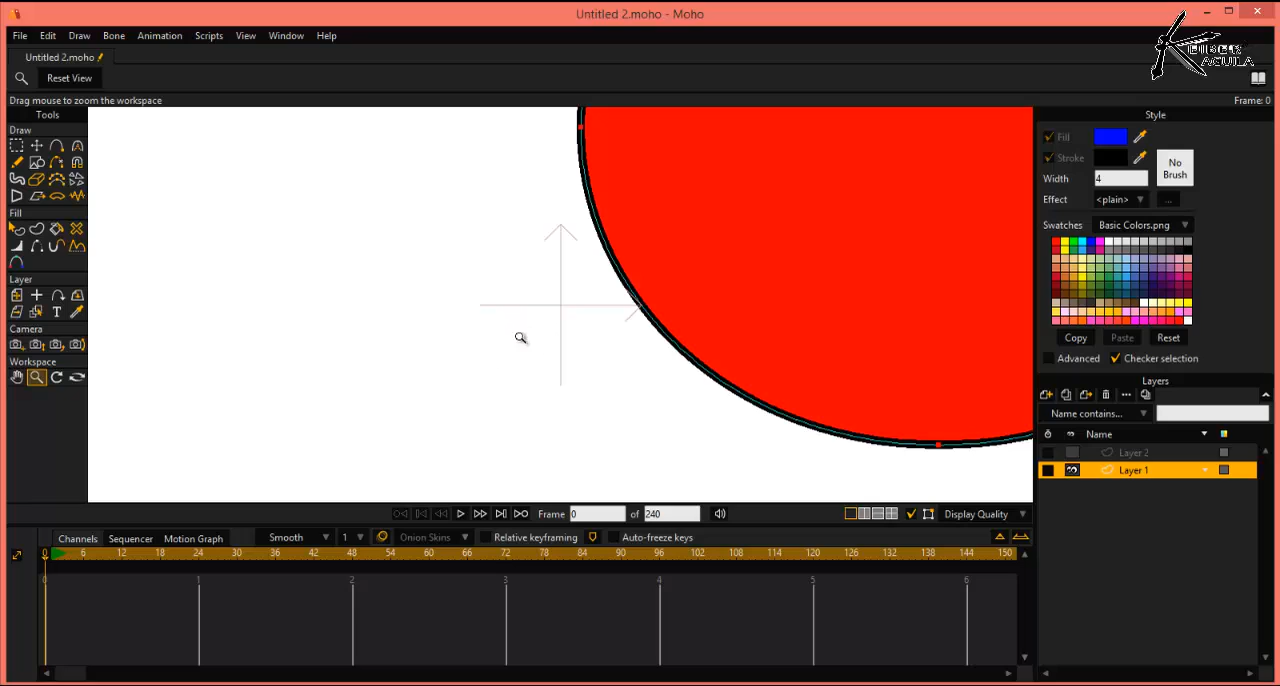 Untitled 2.moho - Moho
File Edit Draw Bone Animation Scripts View Window Help
Untitled 2.moho
Reset View
Drag mouse to zoom the workspace
Frame: 0
Tools
Draw
Fill
Layer
T
Camera
Workspace
Style
Fill
Stroke
No Brush
Width 4
Effect <plain> ...
Swatches Basic Colors.png
Copy Paste Reset
Advanced Checker selection
Layers
Name contains...
Name
Layer 2
Layer 1
Frame 0 of 240
Display Quality
Channels Sequencer Motion Graph
Smooth 1 Onion Skins Relative keyframing Auto-freeze keys
0 6 12 18 24 30 36 42 48 54 60 66 72 78 84 90 96 102 108 114 120 126 132 138 144 150
0 1 2 3 4 5 6